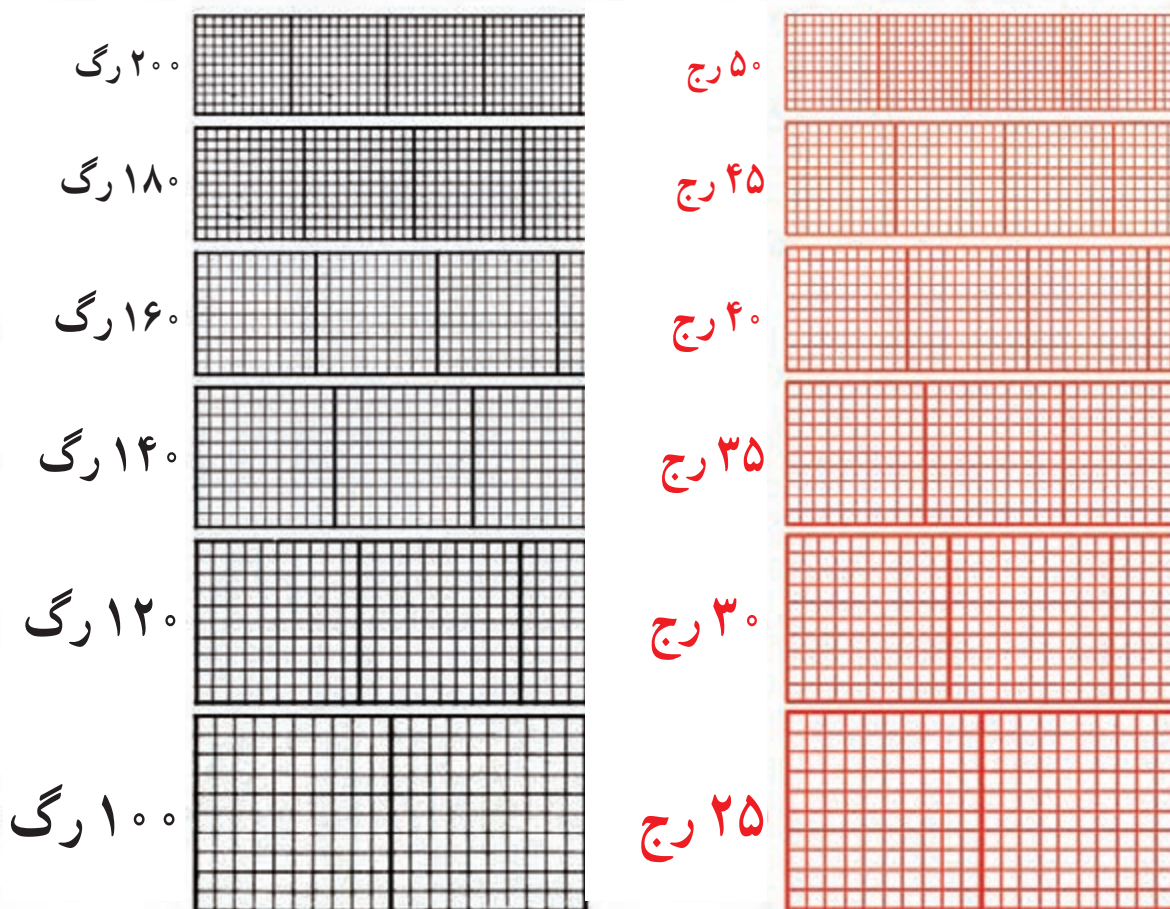 ۵۰ رج
۲۰۰ رگ
۴۵ رج
۱۸۰ رگ
۴۰ رج
۱۶۰ رگ
۳۵ رج
۱۴۰ رگ
۳۰ رج
۱۲۰ رگ
۲۵ رج
۱۰۰ رگ